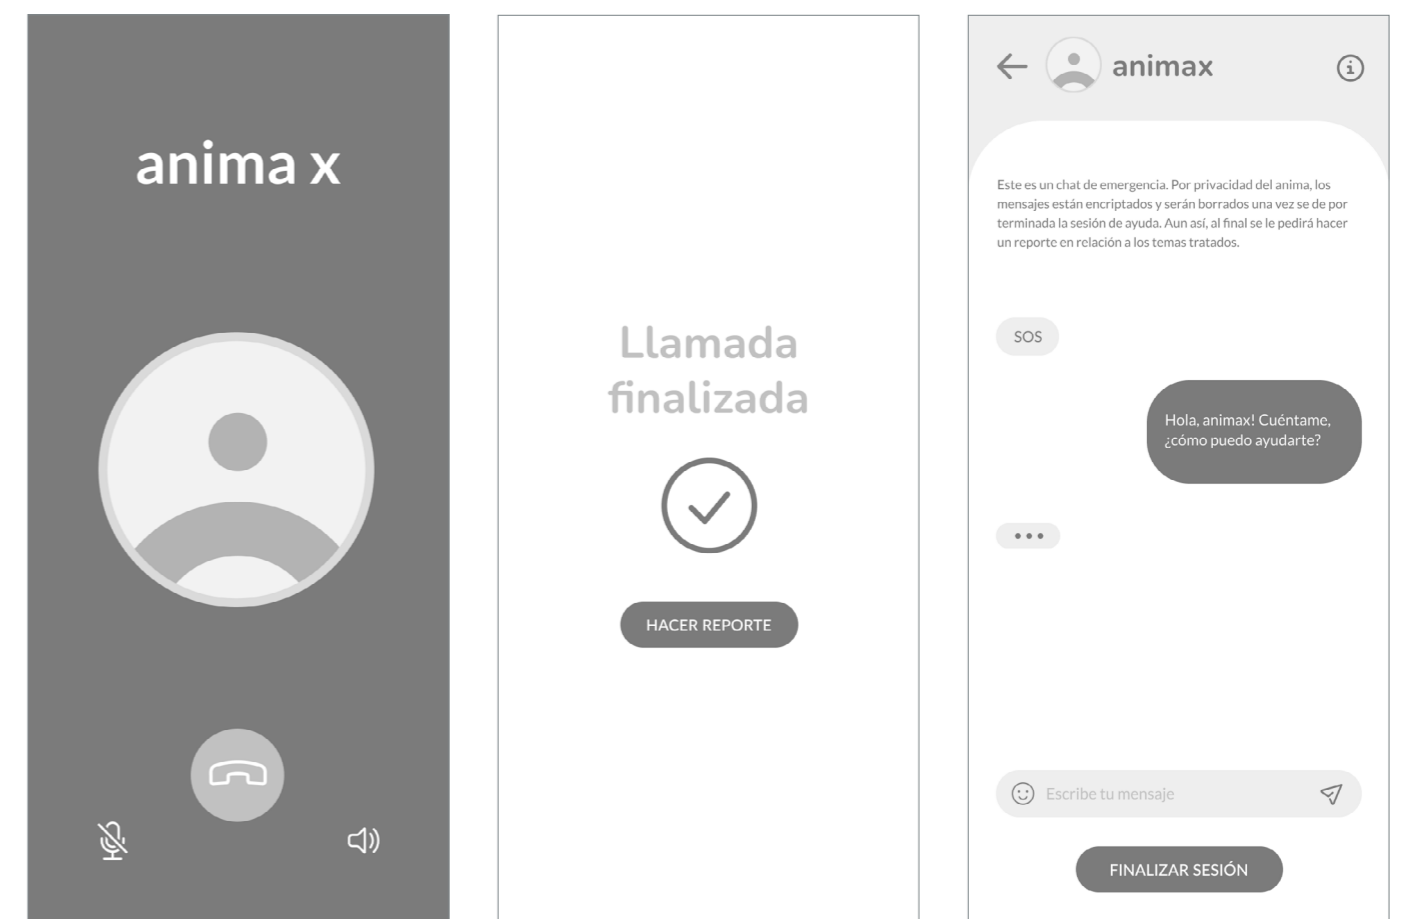 anima x
Llamada
finalizada
HACER REPORTE
animax
Este es un chat de emergencia. Por privacidad del anima, los
mensajes están encriptados y serán borrados una vez se de por
terminada la sesión de ayuda. Aun así, al final se le pedirá hacer
un reporte en relación a los temas tratados.
SOS
Hola, animax! Cuéntame,
¿cómo puedo ayudarte?
Escribe tu mensaje
FINALIZAR SESIÓN